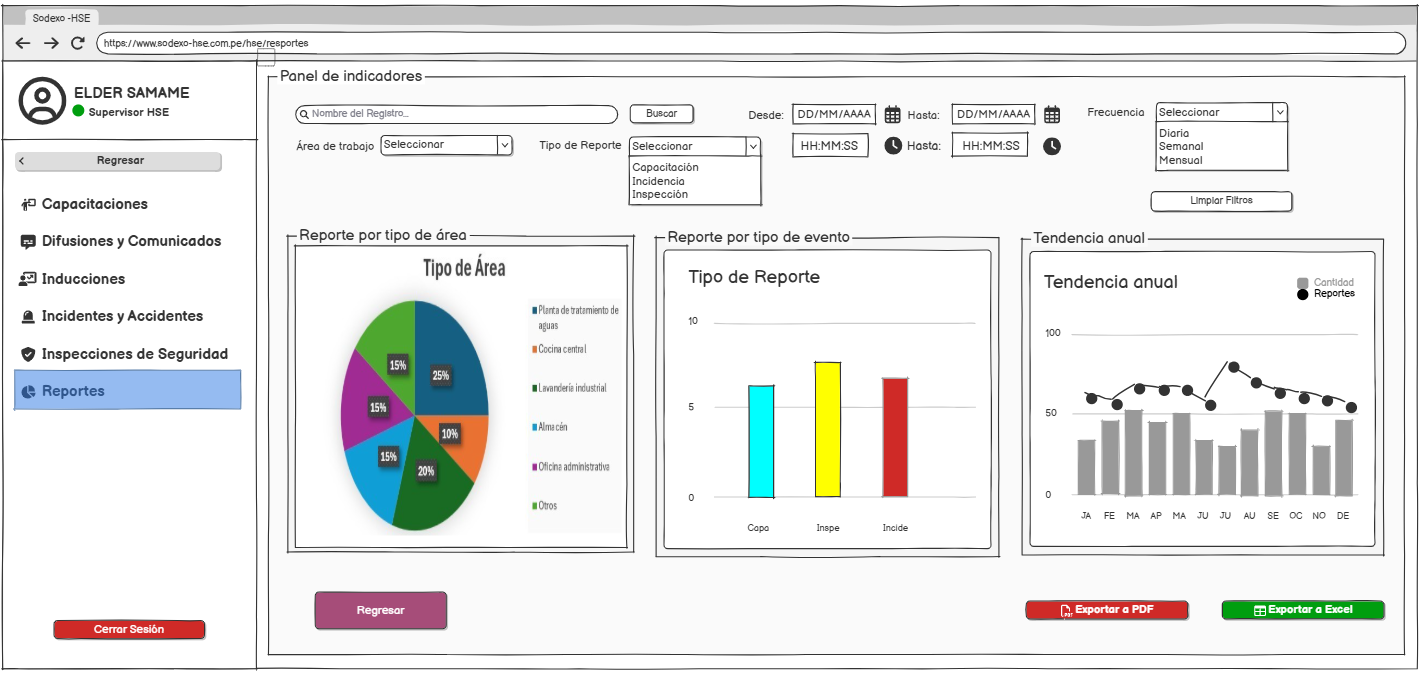 Sodexo -HSE
https://www.sodexo-hse.com.pe/hse/resportes
ELDER SAMAME
Supervisor HSE
Regresar
Capacitaciones
Difusiones y Comunicados
Inducciones
Incidentes y Accidentes
Inspecciones de Seguridad
Reportes
Cerrar Sesión
Panel de indicadores
Nombre del Registro...
Buscar
Desde: DD/MM/AAAA Hasta: DD/MM/AAAA
Frecuencia Seleccionar
Diaria
Semanal
Mensual
Área de trabajo Seleccionar
Tipo de Reporte Seleccionar
Capacitación
Incidencia
Inspección
HH:MM:SS Hasta: HH:MM:SS
Limpiar Filtros
Reporte por tipo de área
Tipo de Área
25%
10%
20%
15%
15%
15%
Planta de tratamiento de
aguas
Cocina central
Lavandería industrial
Almacén
Oficina administrativa
Otros
Reporte por tipo de evento
Tipo de Reporte
10
5
0
Capa Inspe Incide
Tendencia anual
Tendencia anual
Cantidad
Reportes
100
50
0
JA FE MA AP MA JU JU AU SE OC NO DE
Regresar
PDF Exportar a PDF
Exportar a Excel